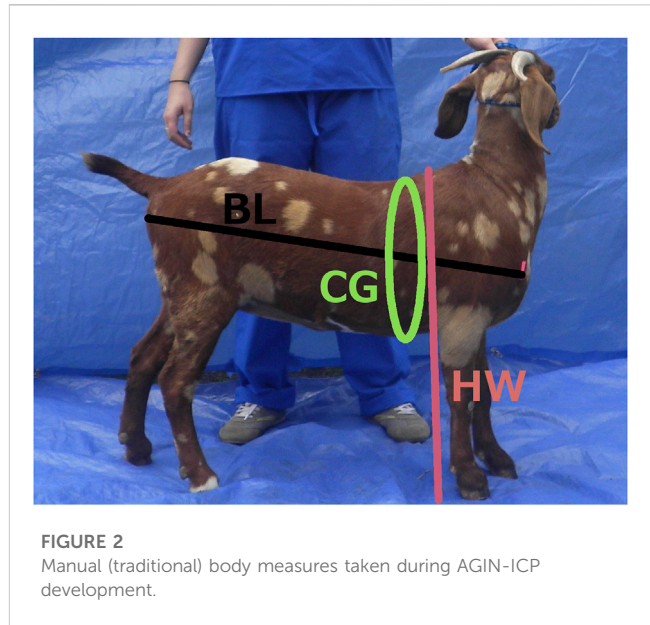 BL
CG
HW
FIGURE 2
Manual (traditional) body measures taken during AGIN-ICP
development.